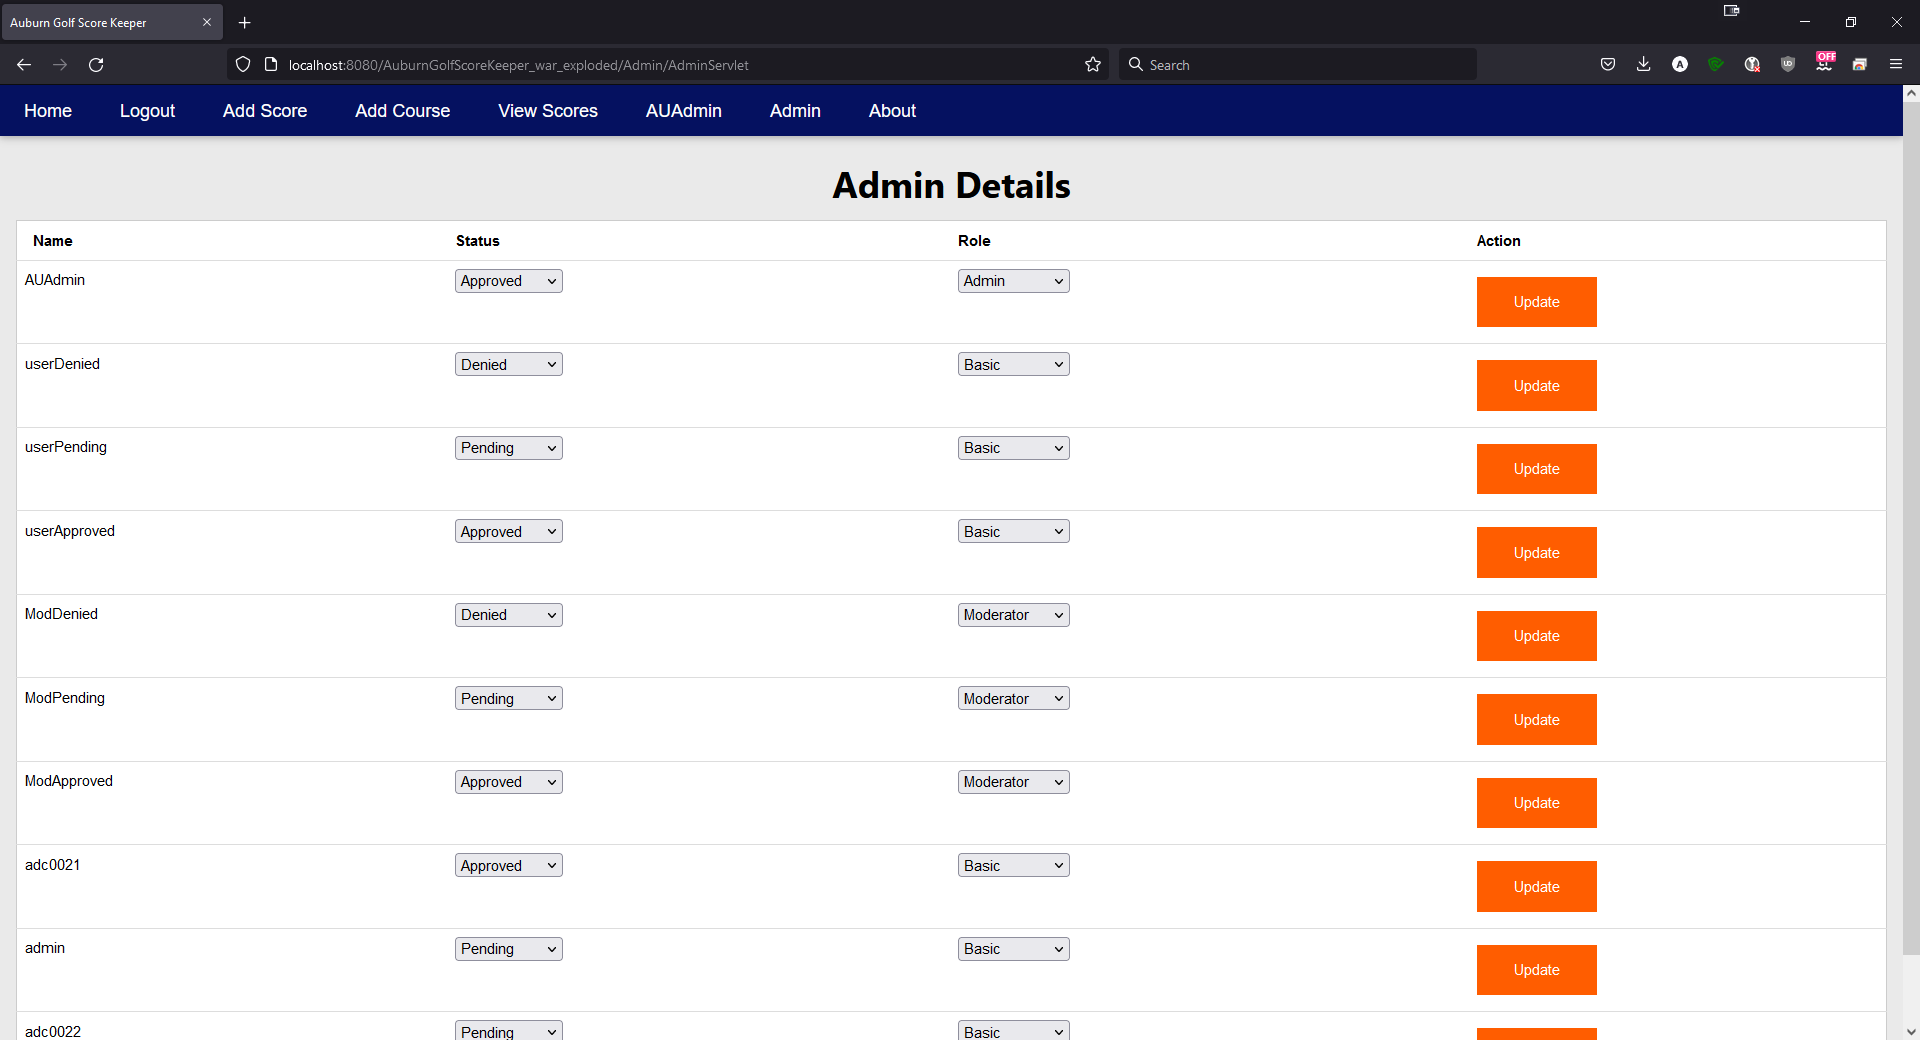 Auburn Golf Score Keeper
localhost:8080/AuburnGolfScoreKeeper_war_exploded/Admin/AdminServlet Search OFF
Home Logout Add Score Add Course View Scores AUAdmin Admin About
Admin Details
Name Status Role Action
AUAdmin Approved Admin Update
userDenied Denied Basic Update
userPending Pending Basic Update
userApproved Approved Basic Update
ModDenied Denied Moderator Update
ModPending Pending Moderator Update
ModApproved Approved Moderator Update
adc0021 Approved Basic Update
admin Pending Basic Update
adc0022 Pending Basic